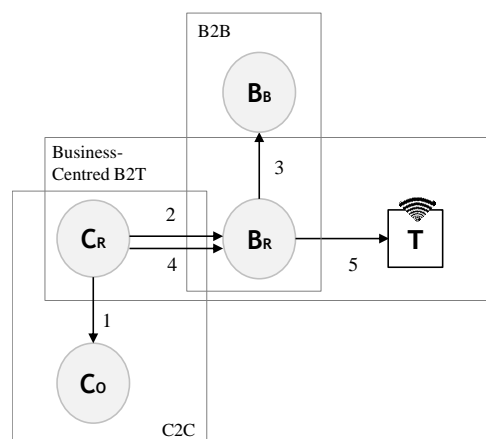 B2B
BB
Business-
Centred B2T
3
CR
2
BR
T
4
5
1
CO
C2C